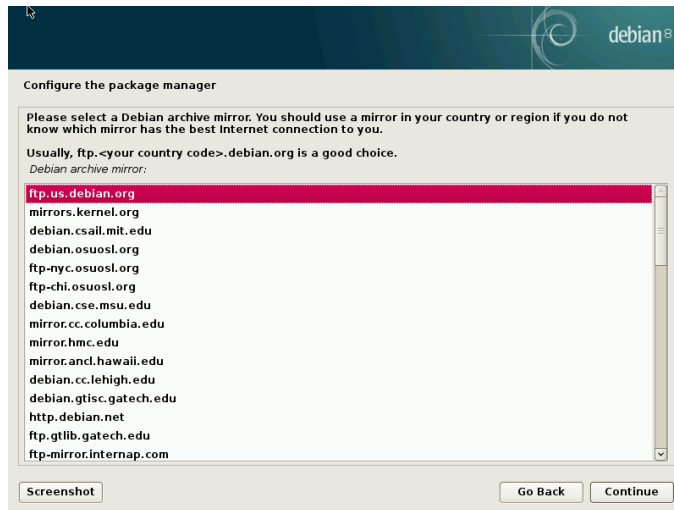 debian 8
Configure the package manager
Please select a Debian archive mirror. You should use a mirror in your country or region if you do not
know which mirror has the best Internet connection to you.
Usually, ftp.<your country code>.debian.org is a good choice.
Debian archive mirror:
ftp.us.debian.org
mirrors.kernel.org
debian.csail.mit.edu
debian.osuosl.org
ftp-nyc.osuosl.org
ftp-chi.osuosl.org
debian.cse.msu.edu
mirror.cc.columbia.edu
mirror.hmc.edu
mirror.ancl.hawaii.edu
debian.cc.lehigh.edu
debian.gtisc.gatech.edu
http.debian.net
ftp.gtlib.gatech.edu
ftp-mirror.internap.com
Screenshot Go Back Continue